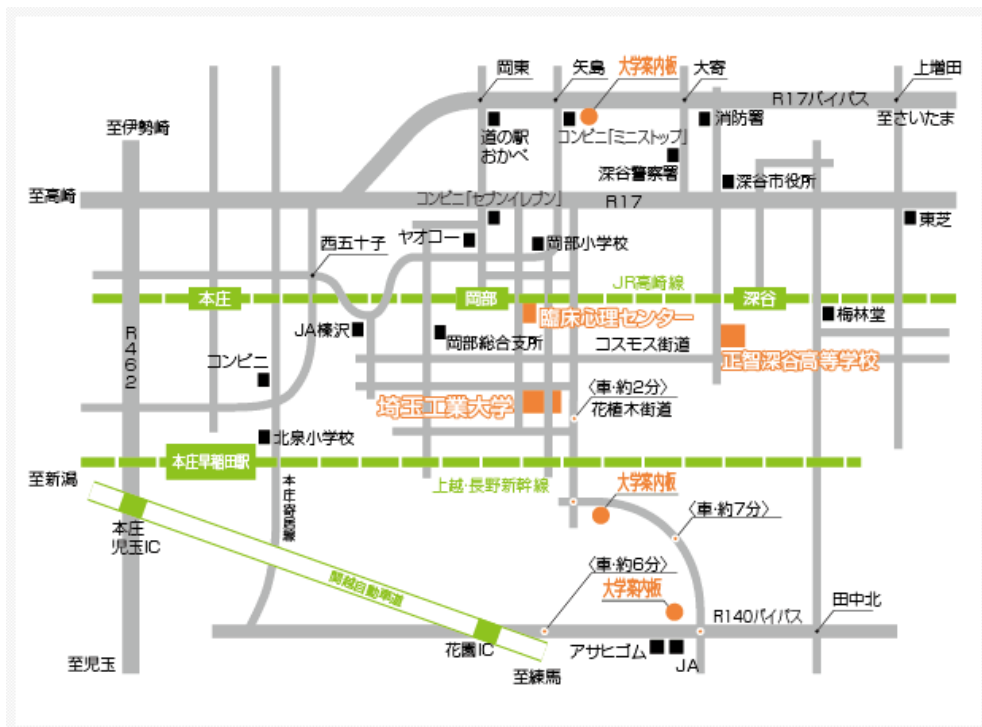 岡東
矢島
大学案内板
大寄
上増田
R17バイパス
至さいたま
至伊勢崎
道の駅
おかべ
コンビニ「ミニストップ」
消防署
深谷警察署
深谷市役所
至高崎
コンビニ「セブンイレブン」
R17
東芝
西五十子
ヤオコー
岡部小学校
JR高崎線
本庄
岡部
深谷
臨床心理センター
梅林堂
R462
JA榛沢
岡部総合支所
コスモス街道
正智深谷高等学校
コンビニ
〈車・約2分〉
埼玉工業大学
花植木街道
北泉小学校
本庄早稲田駅
至新潟
上越・長野新幹線
大学案内板
本庄寄居線
〈車・約7分〉
本庄
児玉IC
〈車・約6分〉
関越自動車道
大学案内板
田中北
R140バイパス
花園IC
アサヒゴム
JA
至児玉
至練馬